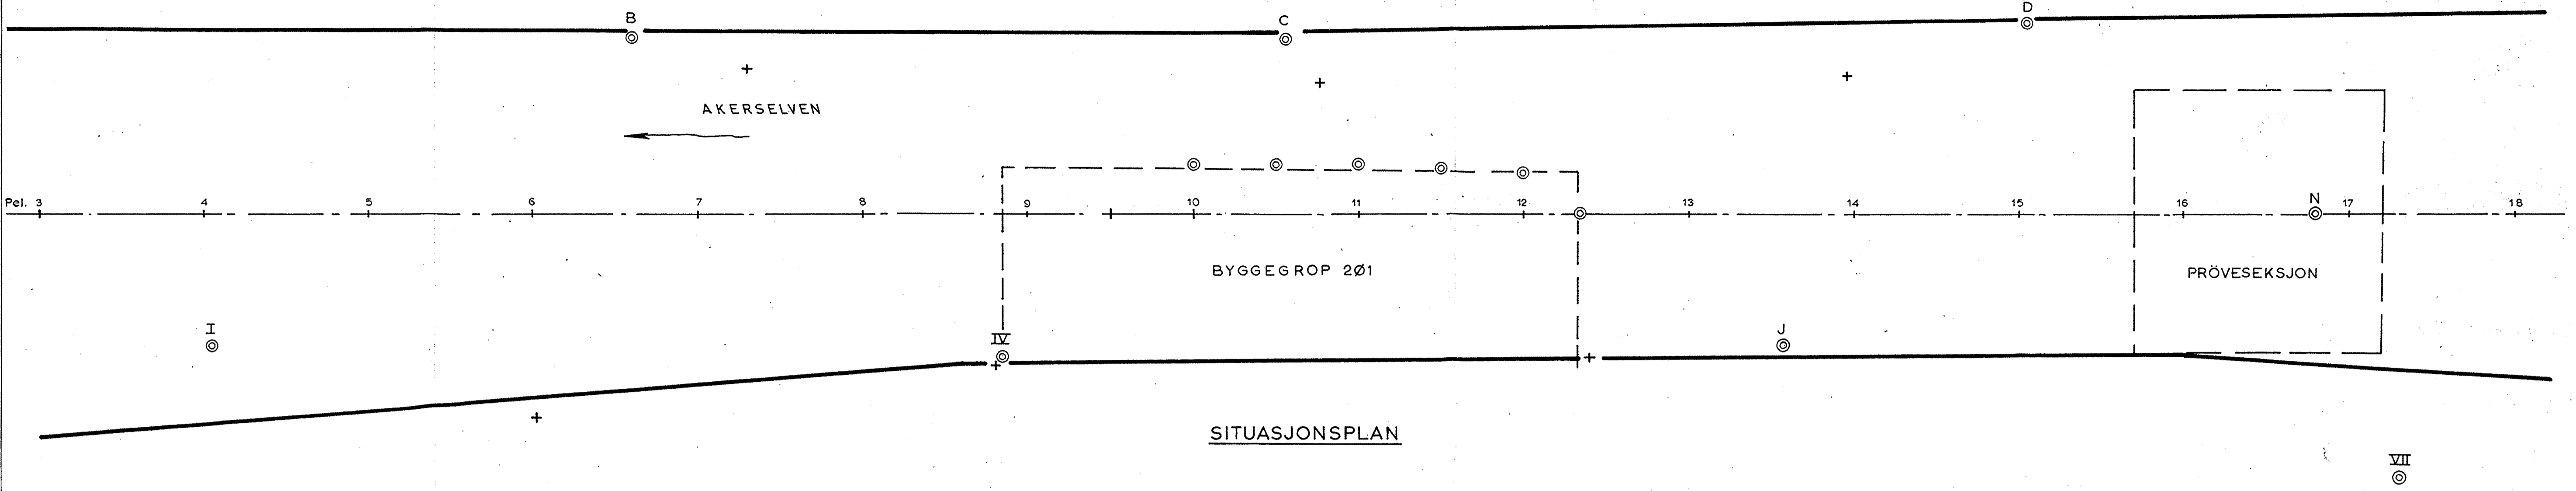 B C D
AKERSELVEN
Pel. 3 4 5 6 7 8 9 10 11 12 13 14 15 16 N 17 18
BYGGEGROP 2Ø1
PRÖVESEKSJON
I IV J
SITUASJONSPLAN
VII